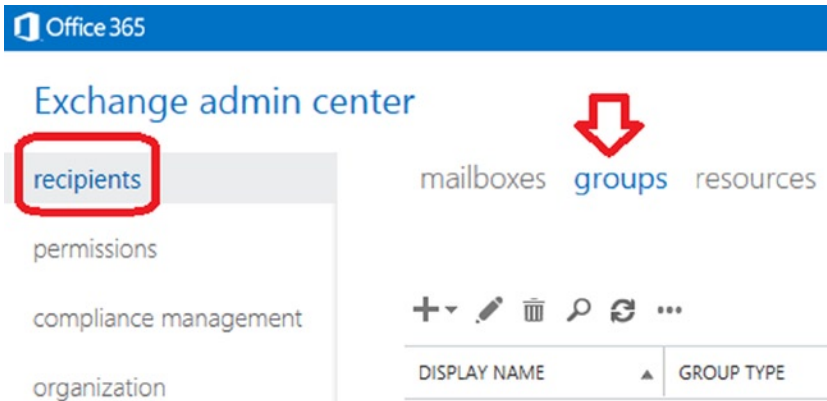 Office 365
Exchange admin center
recipients
mailboxes groups resources
permissions
compliance management
DISPLAY NAME GROUP TYPE
organization